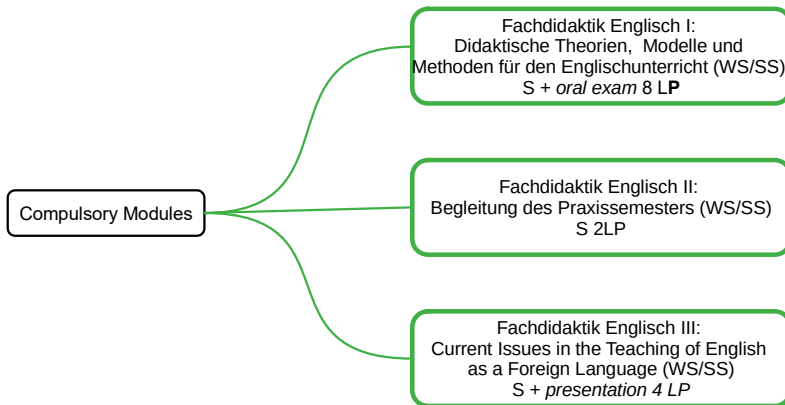 Fachdidaktik Englisch I:
Didaktische Theorien, Modelle und
Methoden für den Englischunterricht (WS/SS)
S + oral exam 8 LP
Compulsory Modules
Fachdidaktik Englisch II:
Begleitung des Praxissemesters (WS/SS)
S 2LP
Fachdidaktik Englisch III:
Current Issues in the Teaching of English
as a Foreign Language (WS/SS)
S + presentation 4 LP